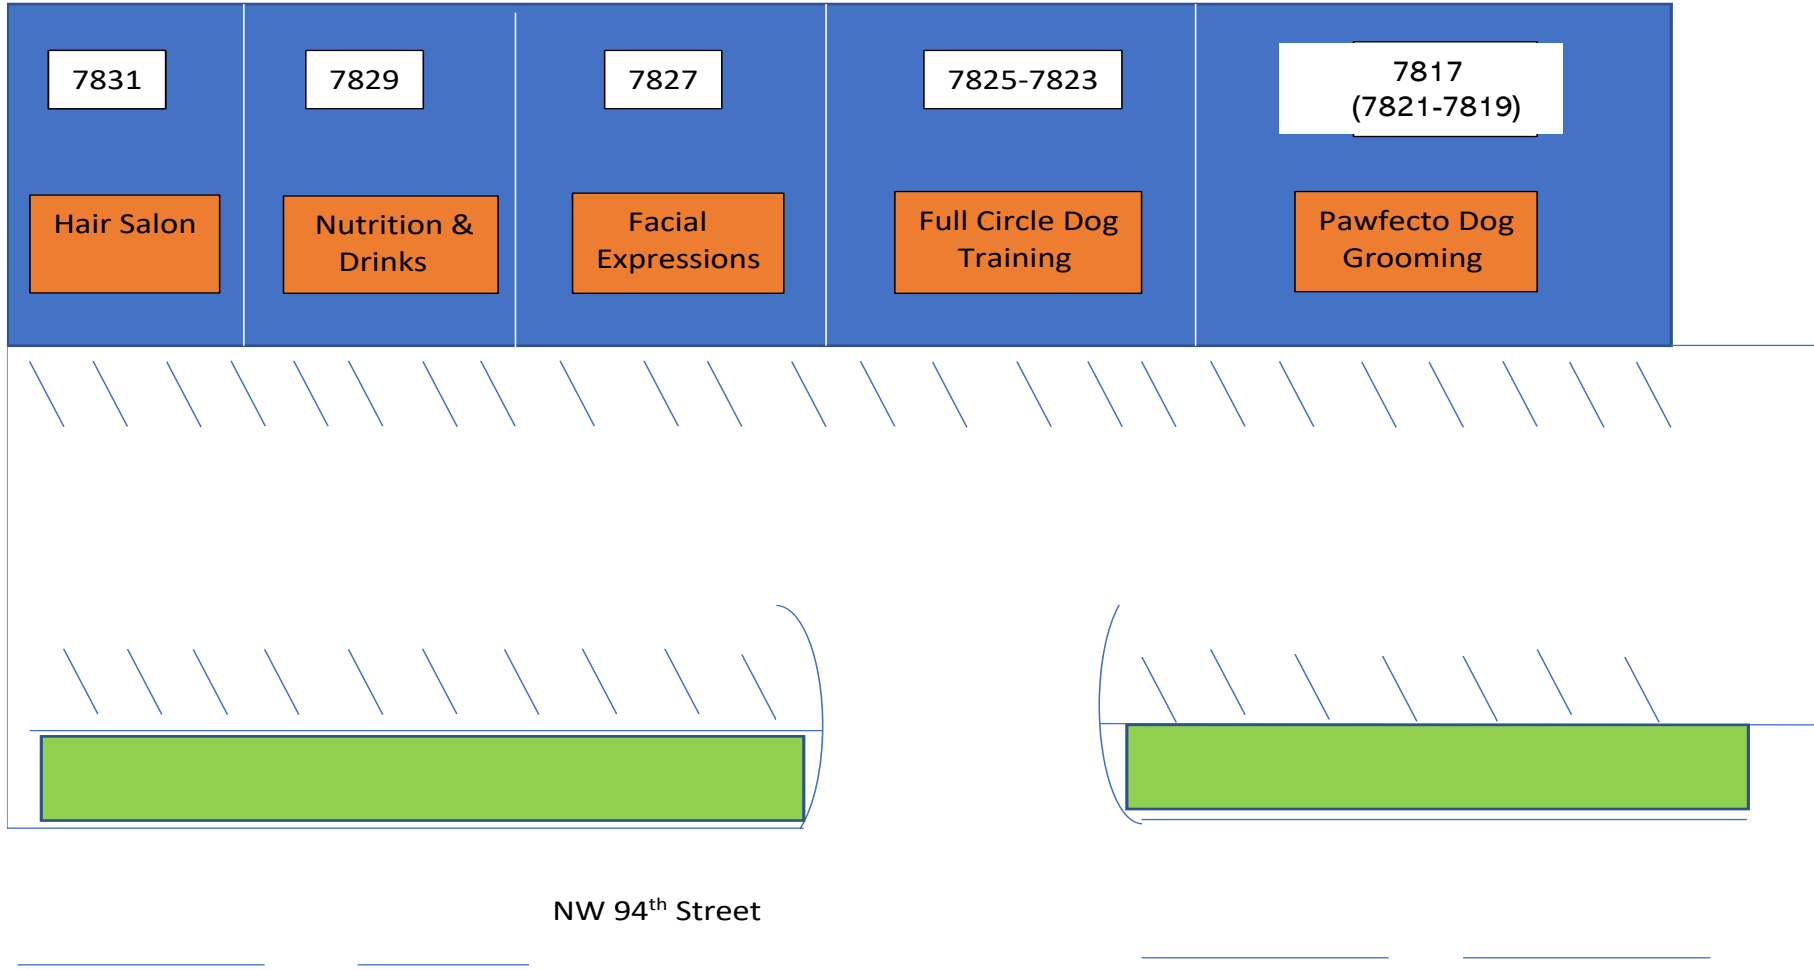 7831
7829
7827
7825-7823
7817
(7821-7819)
Hair Salon
Nutrition &
Drinks
Facial
Expressions
Full Circle Dog
Training
Pawfecto Dog
Grooming
NW 94th Street